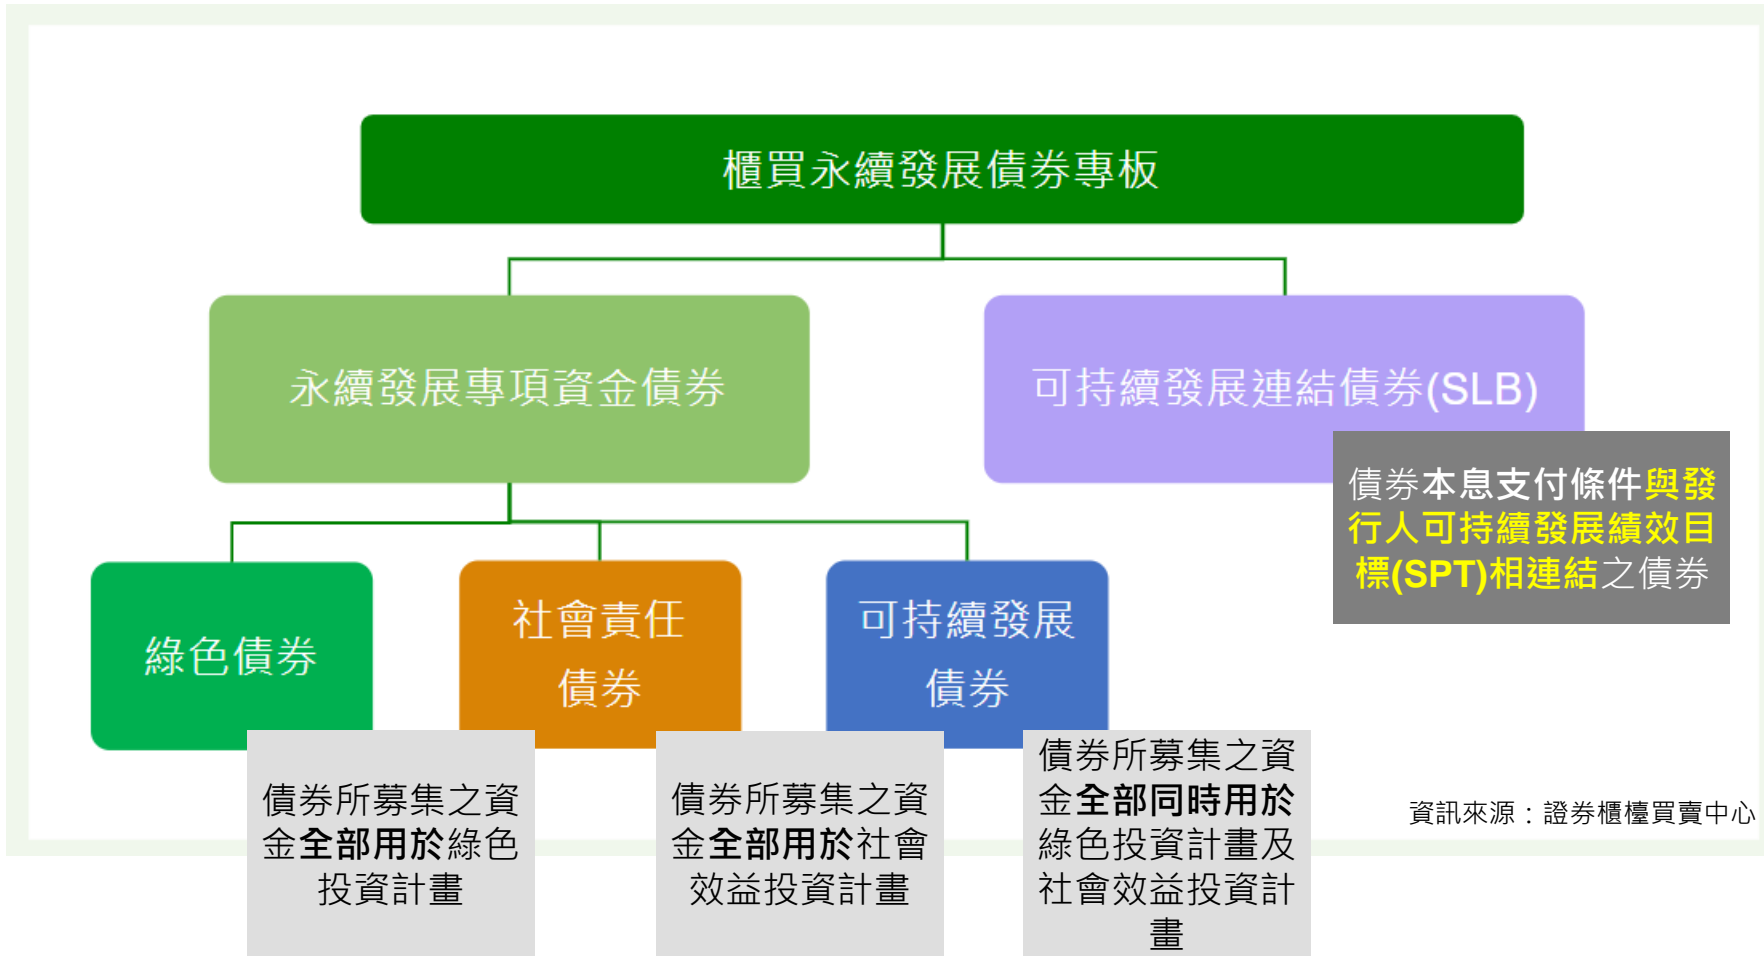 櫃買永續發展債券專板
永續發展專項資金債券
可持續發展連結債券(SLB)
債券本息支付條件與發
行人可持續發展績效目
標(SPT)相連結之債券
綠色債券
社會責任
債券
可持續發展
債券
債券所募集之資
金全部用於綠色
投資計畫
債券所募集之資
金全部用於社會
效益投資計畫
債券所募集之資
金全部同時用於
綠色投資計畫及
社會效益投資計
畫
資訊來源：證券櫃檯買賣中心